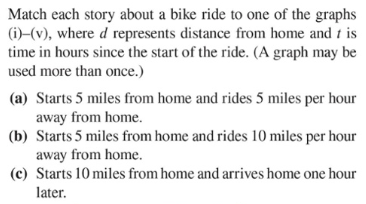 Match each story about a bike ride to one of the graphs
(i)–(v), where d represents distance from home and t is
time in hours since the start of the ride. (A graph may be
used more than once.)
(a) Starts 5 miles from home and rides 5 miles per hour
away from home.
(b) Starts 5 miles from home and rides 10 miles per hour
away from home.
(c) Starts 10 miles from home and arrives home one hour
later.